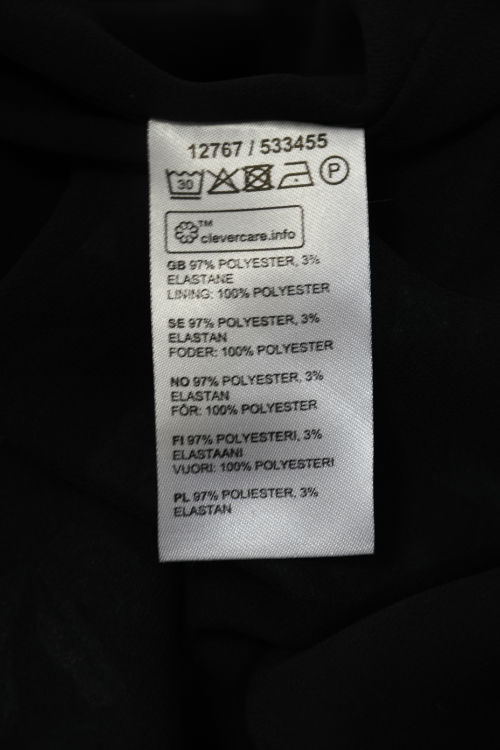 12767 / 533455
30 P
TM
clevercare.info
GB 97% POLYESTER, 3%
ELASTANE
LINING: 100% POLYESTER
SE 97% POLYESTER, 3%
ELASTAN
FODER: 100% POLYESTER
NO 97% POLYESTER, 3%
ELASTAN
FÔR: 100% POLYESTER
FI 97% POLYESTERI, 3%
ELASTAANI
VUORI: 100% POLYESTERI
PL 97% POLIESTER, 3%
ELASTAN